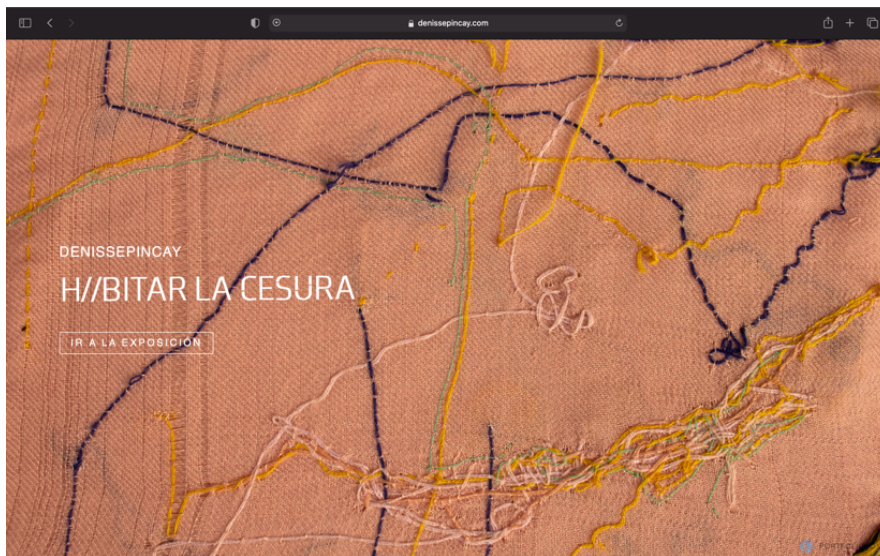 denissepincay.com
DENISSEPINCAY
H//BITAR LA CESURA
IR A LA EXPOSICIÓN